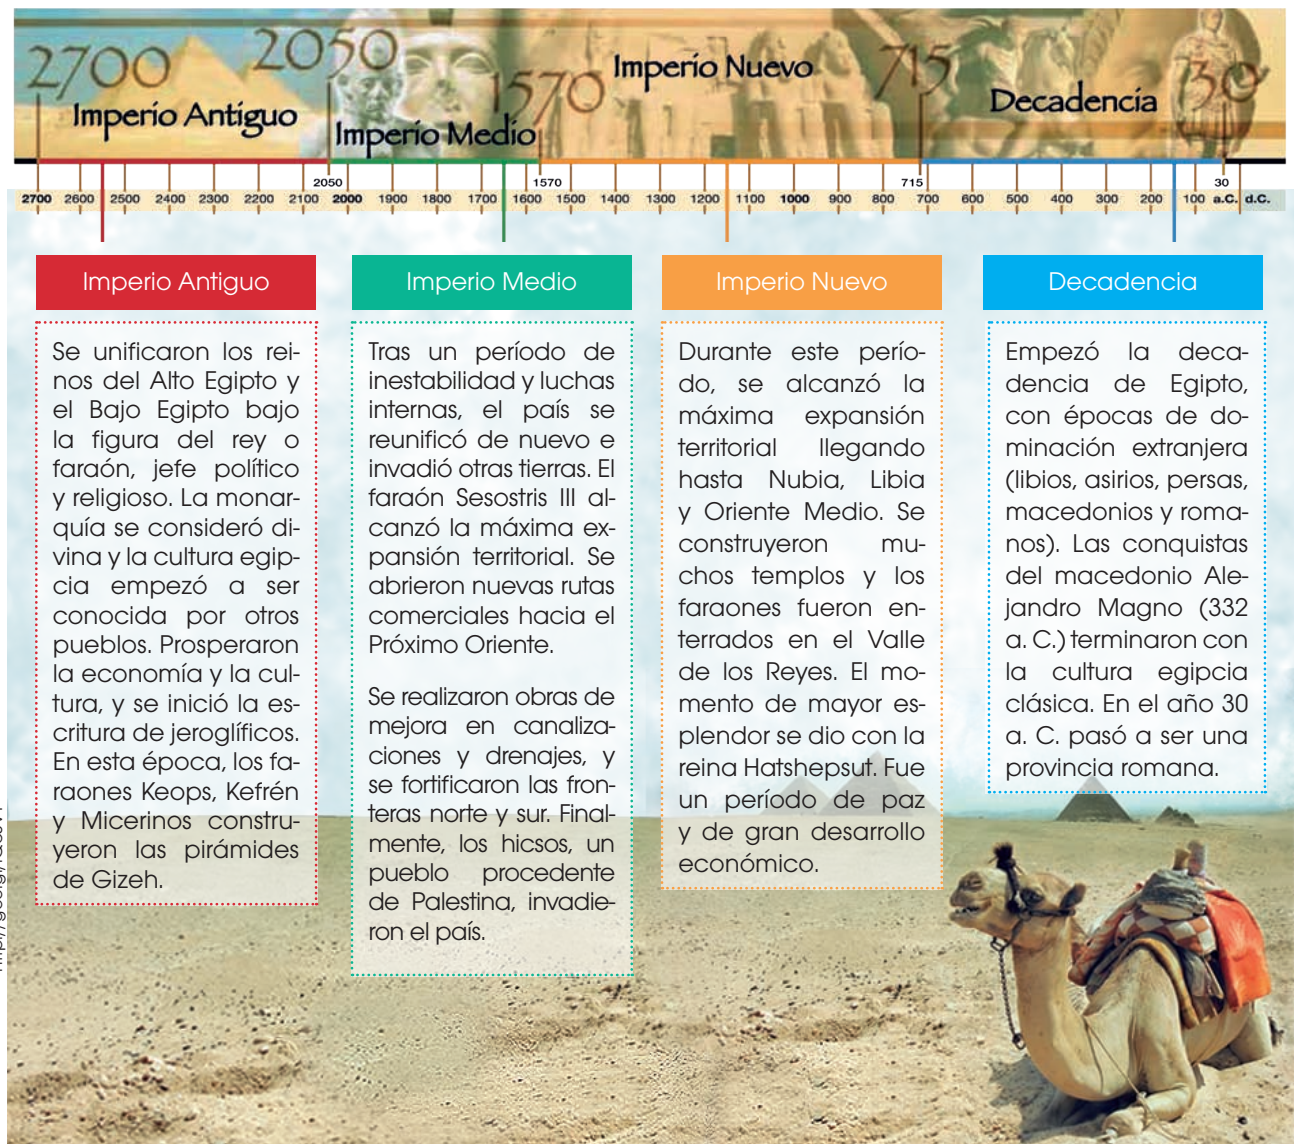 2700
2050
1570
715
30
Imperio Antiguo
Imperio Medio
Imperio Nuevo
Decadencia
2050
1570
715
30
2700 2600 2500 2400 2300 2200 2100 2000 1900 1800 1700 1600 1500 1400 1300 1200 1100 1000 900 800 700 600 500 400 300 200 100 a.C. d.C.
Imperio Antiguo
Se unificaron los rei-
nos del Alto Egipto y
el Bajo Egipto bajo
la figura del rey o
faraón, jefe político
y religioso. La monar-
quía se consideró di-
vina y la cultura egip-
cia empezó a ser
conocida por otros
pueblos. Prosperaron
la economía y la cul-
tura, y se inició la es-
critura de jeroglíficos.
En esta época, los fa-
raones Keops, Kefrén
y Micerinos constru-
yeron las pirámides
de Gizeh.
Imperio Medio
Tras un período de
inestabilidad y luchas
internas, el país se
reunificó de nuevo e
invadió otras tierras. El
faraón Sesostris III al-
canzó la máxima ex-
pansión territorial. Se
abrieron nuevas rutas
comerciales hacia el
Próximo Oriente.
Se realizaron obras de
mejora en canaliza-
ciones y drenajes, y
se fortificaron las fron-
teras norte y sur. Final-
mente, los hicsos, un
pueblo procedente
de Palestina, invadie-
ron el país.
Imperio Nuevo
Durante este perío-
do, se alcanzó la
máxima expansión
territorial llegando
hasta Nubia, Libia
y Oriente Medio. Se
construyeron mu-
chos templos y los
faraones fueron en-
terrados en el Valle
de los Reyes. El mo-
mento de mayor es-
plendor se dio con la
reina Hatshepsut. Fue
un período de paz
y de gran desarrollo
económico.
Decadencia
Empezó la deca-
dencia de Egipto,
con épocas de do-
minación extranjera
(libios, asirios, persas,
macedonios y roma-
nos). Las conquistas
del macedonio Ale-
jandro Magno (332
a. C.) terminaron con
la cultura egipcia
clásica. En el año 30
a. C. pasó a ser una
provincia romana.